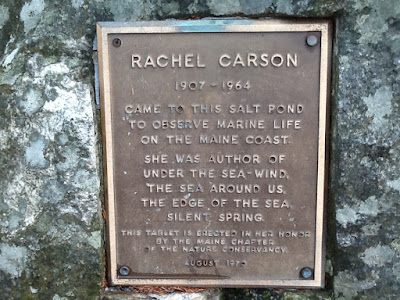 RACHEL CARSON
1907 - 1964
CAME TO THIS SALT POND
TO OBSERVE MARINE LIFE
ON THE MAINE COAST.
SHE WAS AUTHOR OF
UNDER THE SEA-WIND,
THE SEA AROUND US,
THE EDGE OF THE SEA,
SILENT SPRING.
THIS TABLET IS ERECTED IN HER HONOR
BY THE MAINE CHAPTER
OF THE NATURE CONSERVANCY
AUGUST